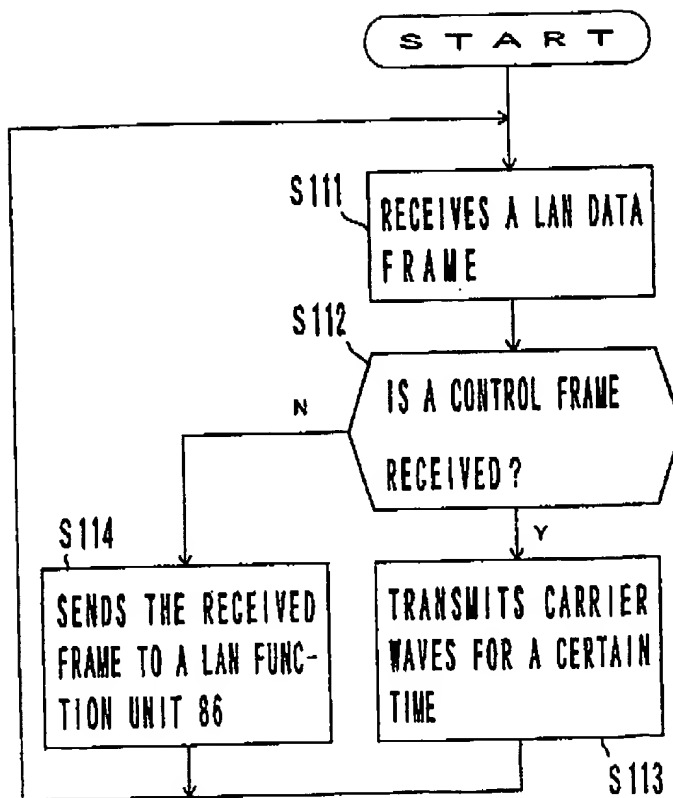 START
S111
RECEIVES A LAN DATA
FRAME
S112
IS A CONTROL FRAME
RECEIVED?
N
Y
S114
SENDS THE RECEIVED
FRAME TO A LAN FUNC-
TION UNIT 86
TRANSMITS CARRIER
WAVES FOR A CERTAIN
TIME
S113